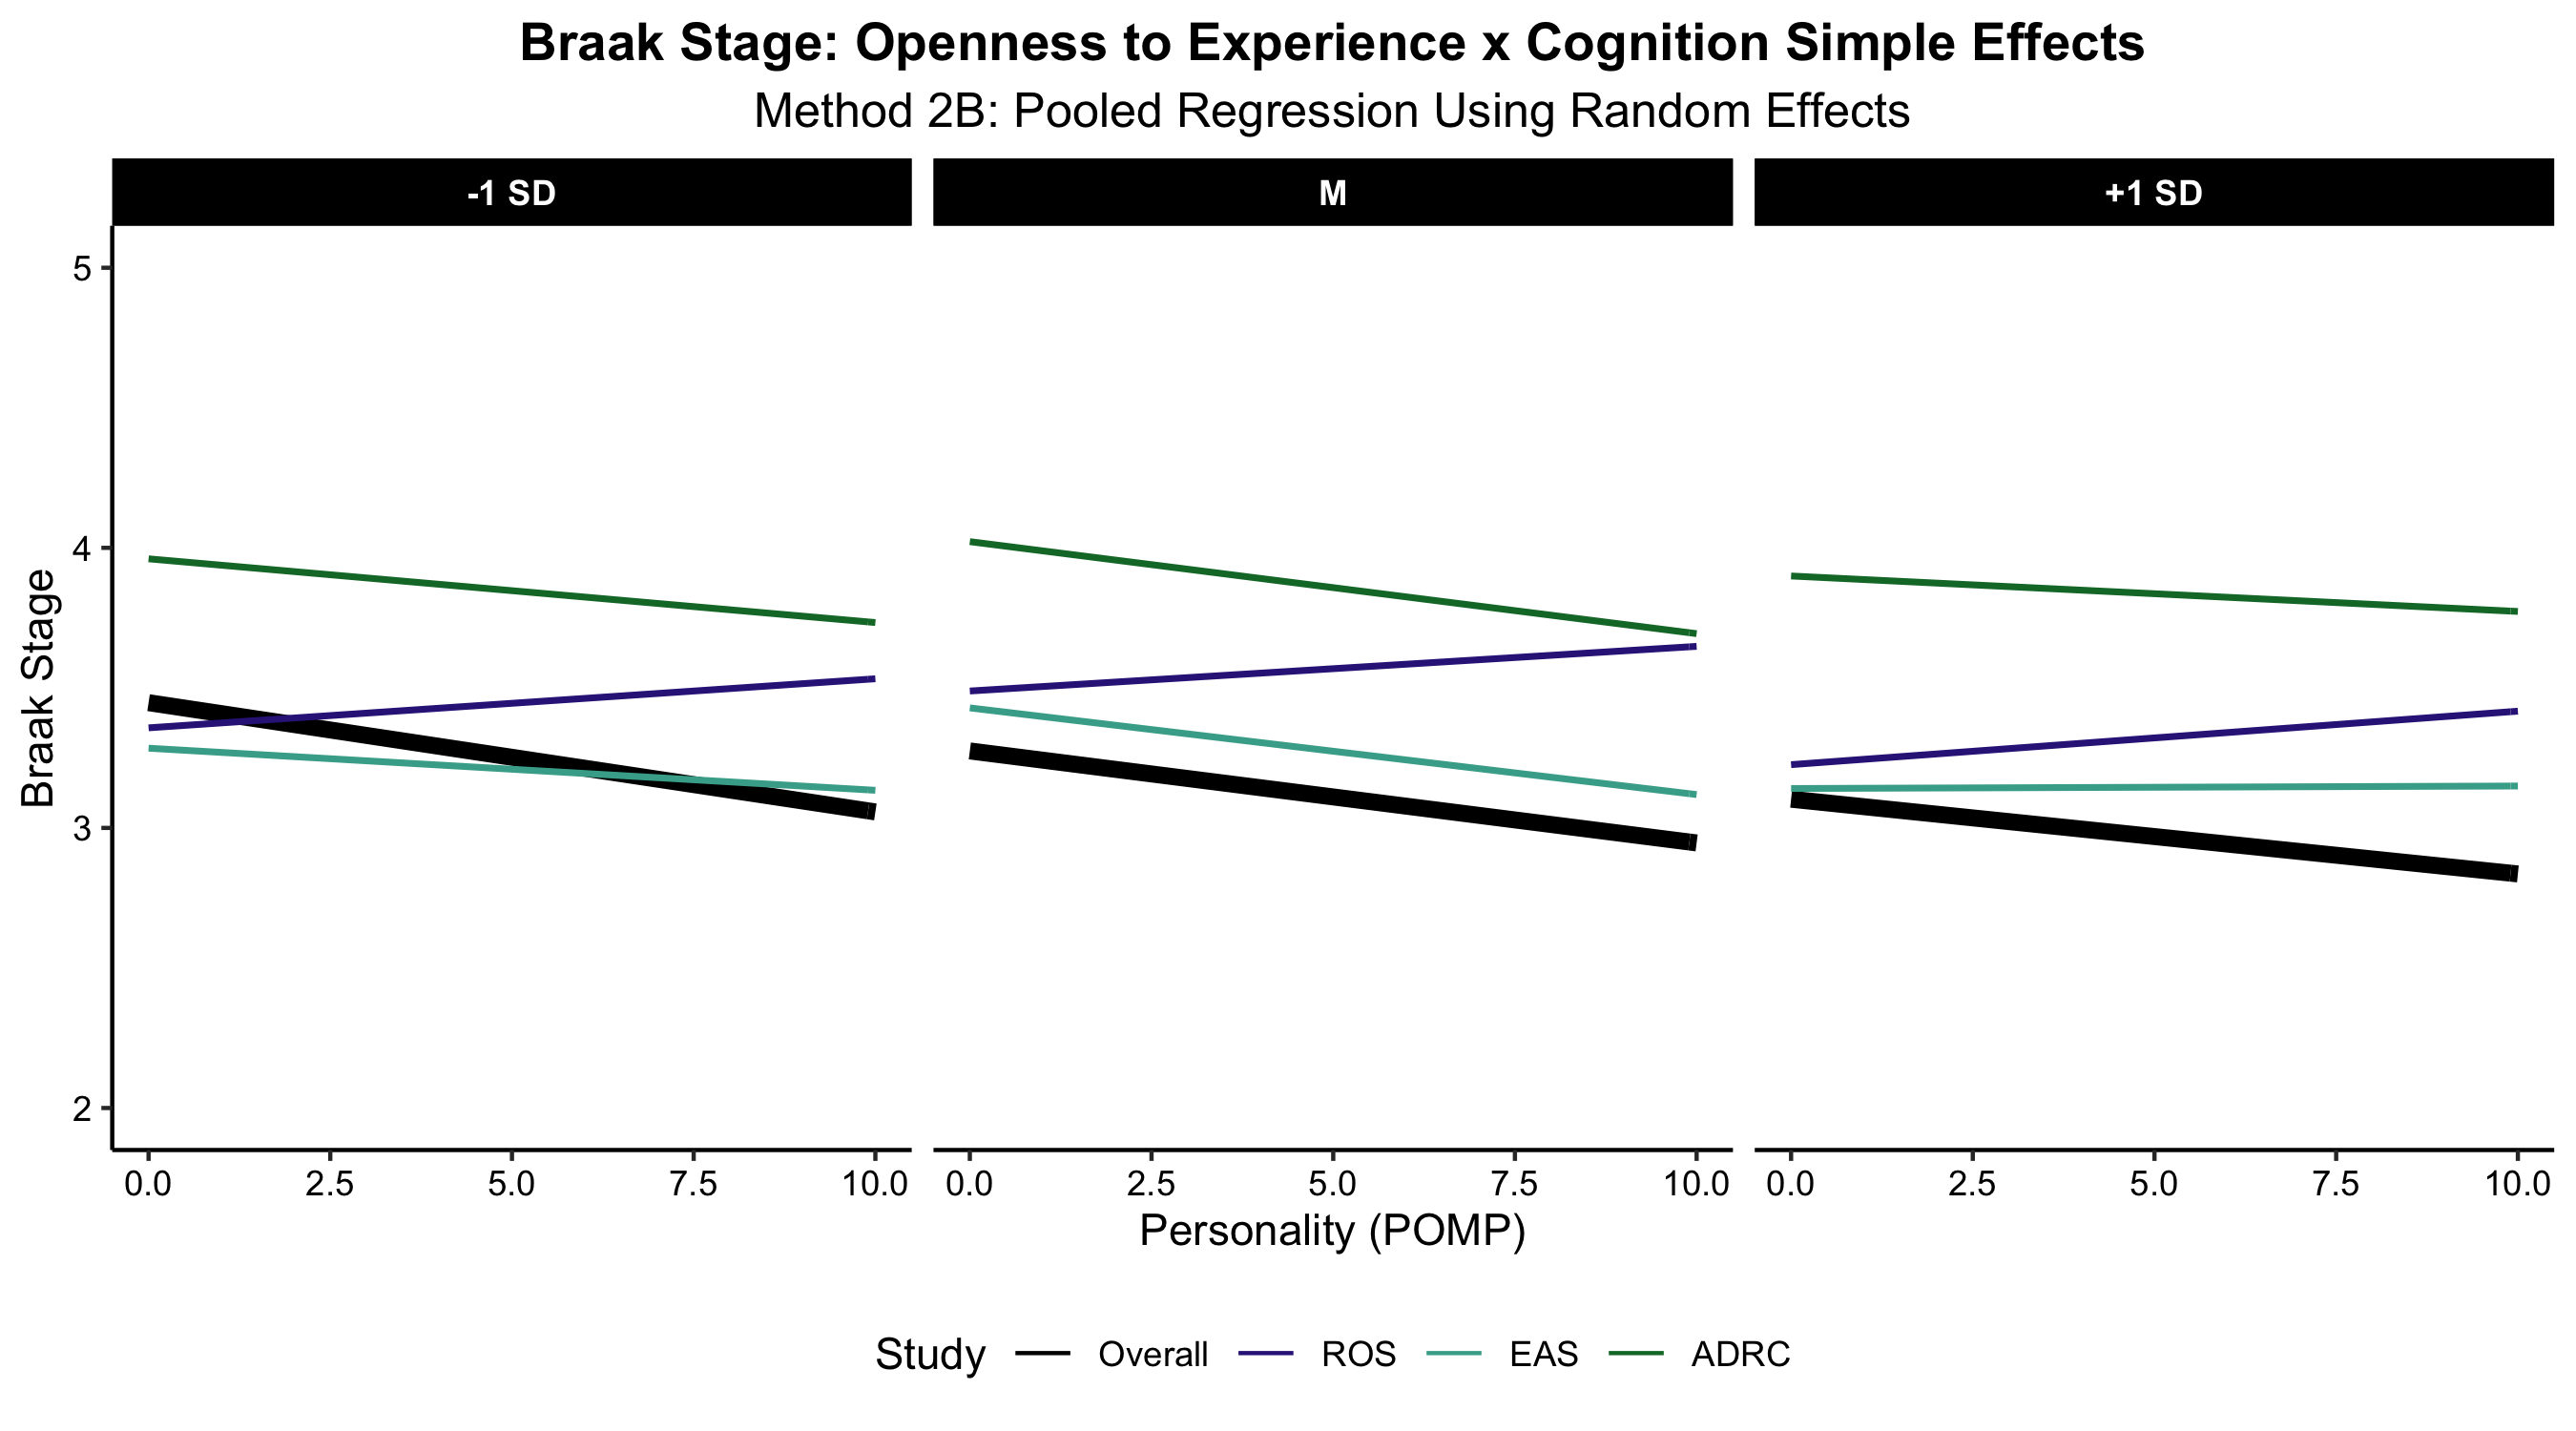 Braak Stage: Openness to Experience x Cognition Simple Effects
Method 2B: Pooled Regression Using Random Effects
-1 SD M +1 SD
Braak Stage
5
4
3
2
0.0 2.5 5.0 7.5 10.0 0.0 2.5 5.0 7.5 10.0 0.0 2.5 5.0 7.5 10.0
Personality (POMP)
Study Overall ROS EAS ADRC